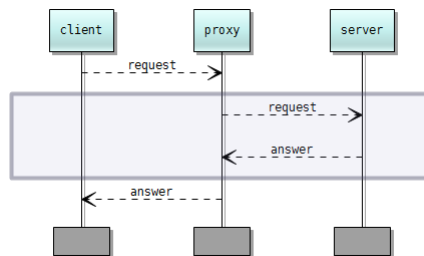 client
proxy
server
request
request
answer
answer